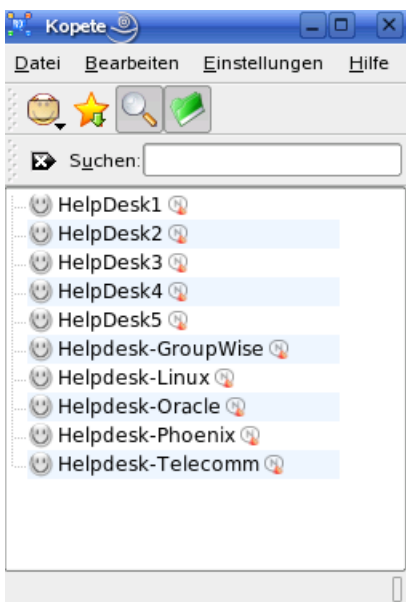 Kopete
Datei Bearbeiten Einstellungen Hilfe
Suchen:
HelpDesk1
HelpDesk2
HelpDesk3
HelpDesk4
HelpDesk5
Helpdesk-GroupWise
Helpdesk-Linux
Helpdesk-Oracle
Helpdesk-Phoenix
Helpdesk-Telecomm